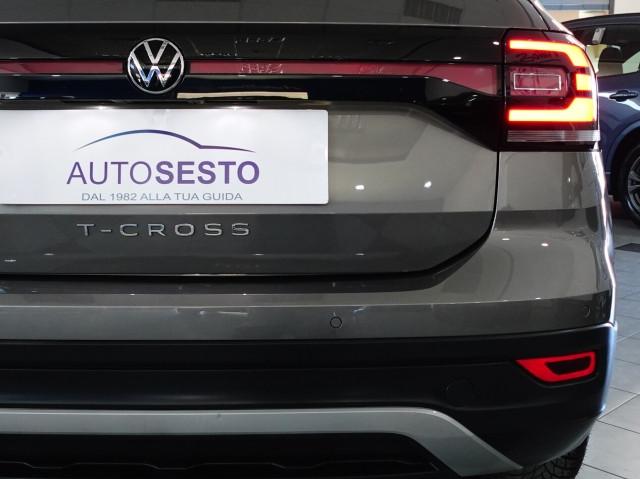 AUTOSESTO
DAL 1982 ALLA TUA GUIDA
T-CROSS